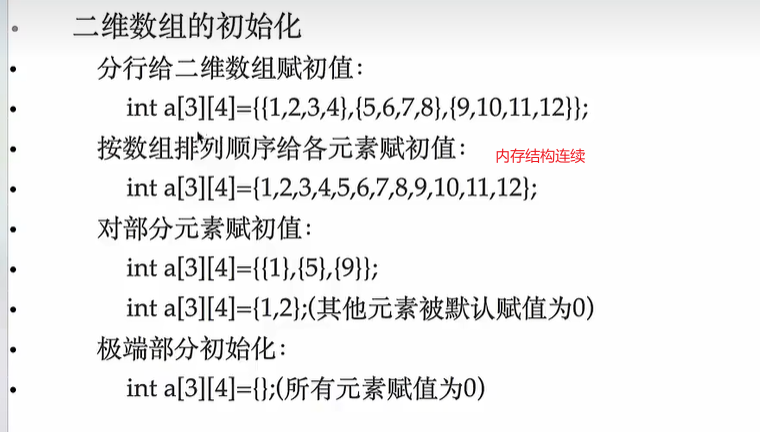 二维数组的初始化
分行给二维数组赋初值：
int a[3][4]={{1,2,3,4},{5,6,7,8},{9,10,11,12}};
按数组排列顺序给各元素赋初值：
内存结构连续
int a[3][4]={1,2,3,4,5,6,7,8,9,10,11,12};
对部分元素赋初值：
int a[3][4]={{1},{5},{9}};
int a[3][4]={1,2};(其他元素被默认赋值为0)
极端部分初始化：
int a[3][4]={};(所有元素赋值为0)